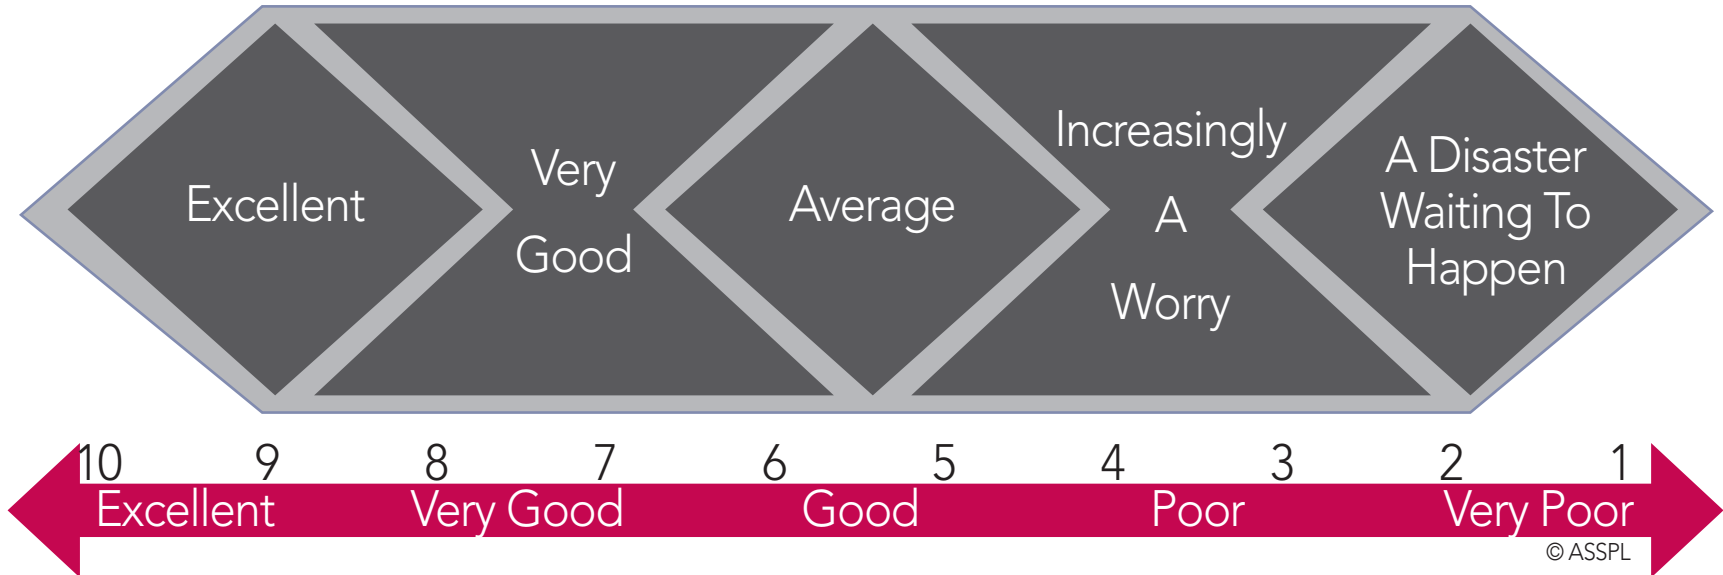 Excellent
Very
Good
Average
Increasingly
A
Worry
A Disaster
Waiting To
Happen
10 9 8 7 6 5 4 3 2 1
Excellent Very Good Good Poor Very Poor
© ASSPL